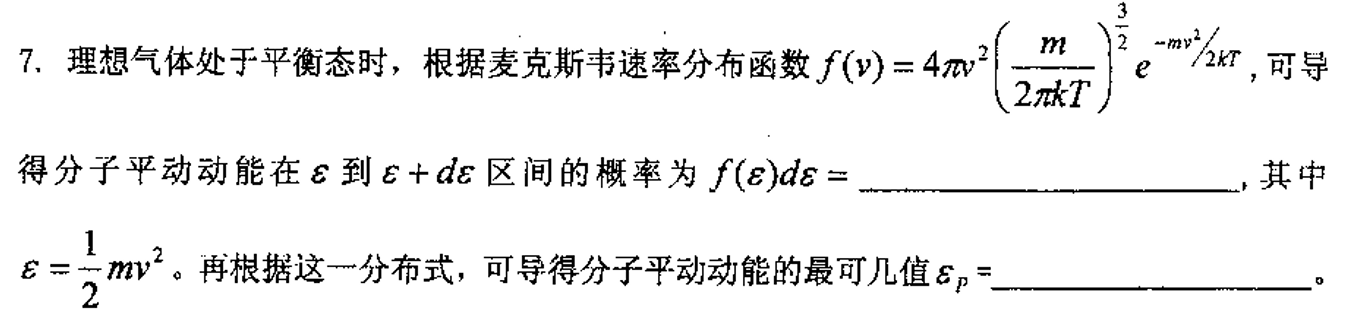 7. 理想气体处于平衡态时，根据麦克斯韦速率分布函数 $f(v)=4\pi v^2\left(\frac{m}{2\pi kT}\right)^{\frac{3}{2}}e^{-mv^2/2kT}$，可导
得分子平动动能在 $\varepsilon$ 到 $\varepsilon+d\varepsilon$ 区间的概率为 $f(\varepsilon)d\varepsilon=$ ____________________，其中
$\varepsilon=\frac{1}{2}mv^2$。再根据这一分布式，可导得分子平动动能的最可几值 $\varepsilon_P=$____________________。